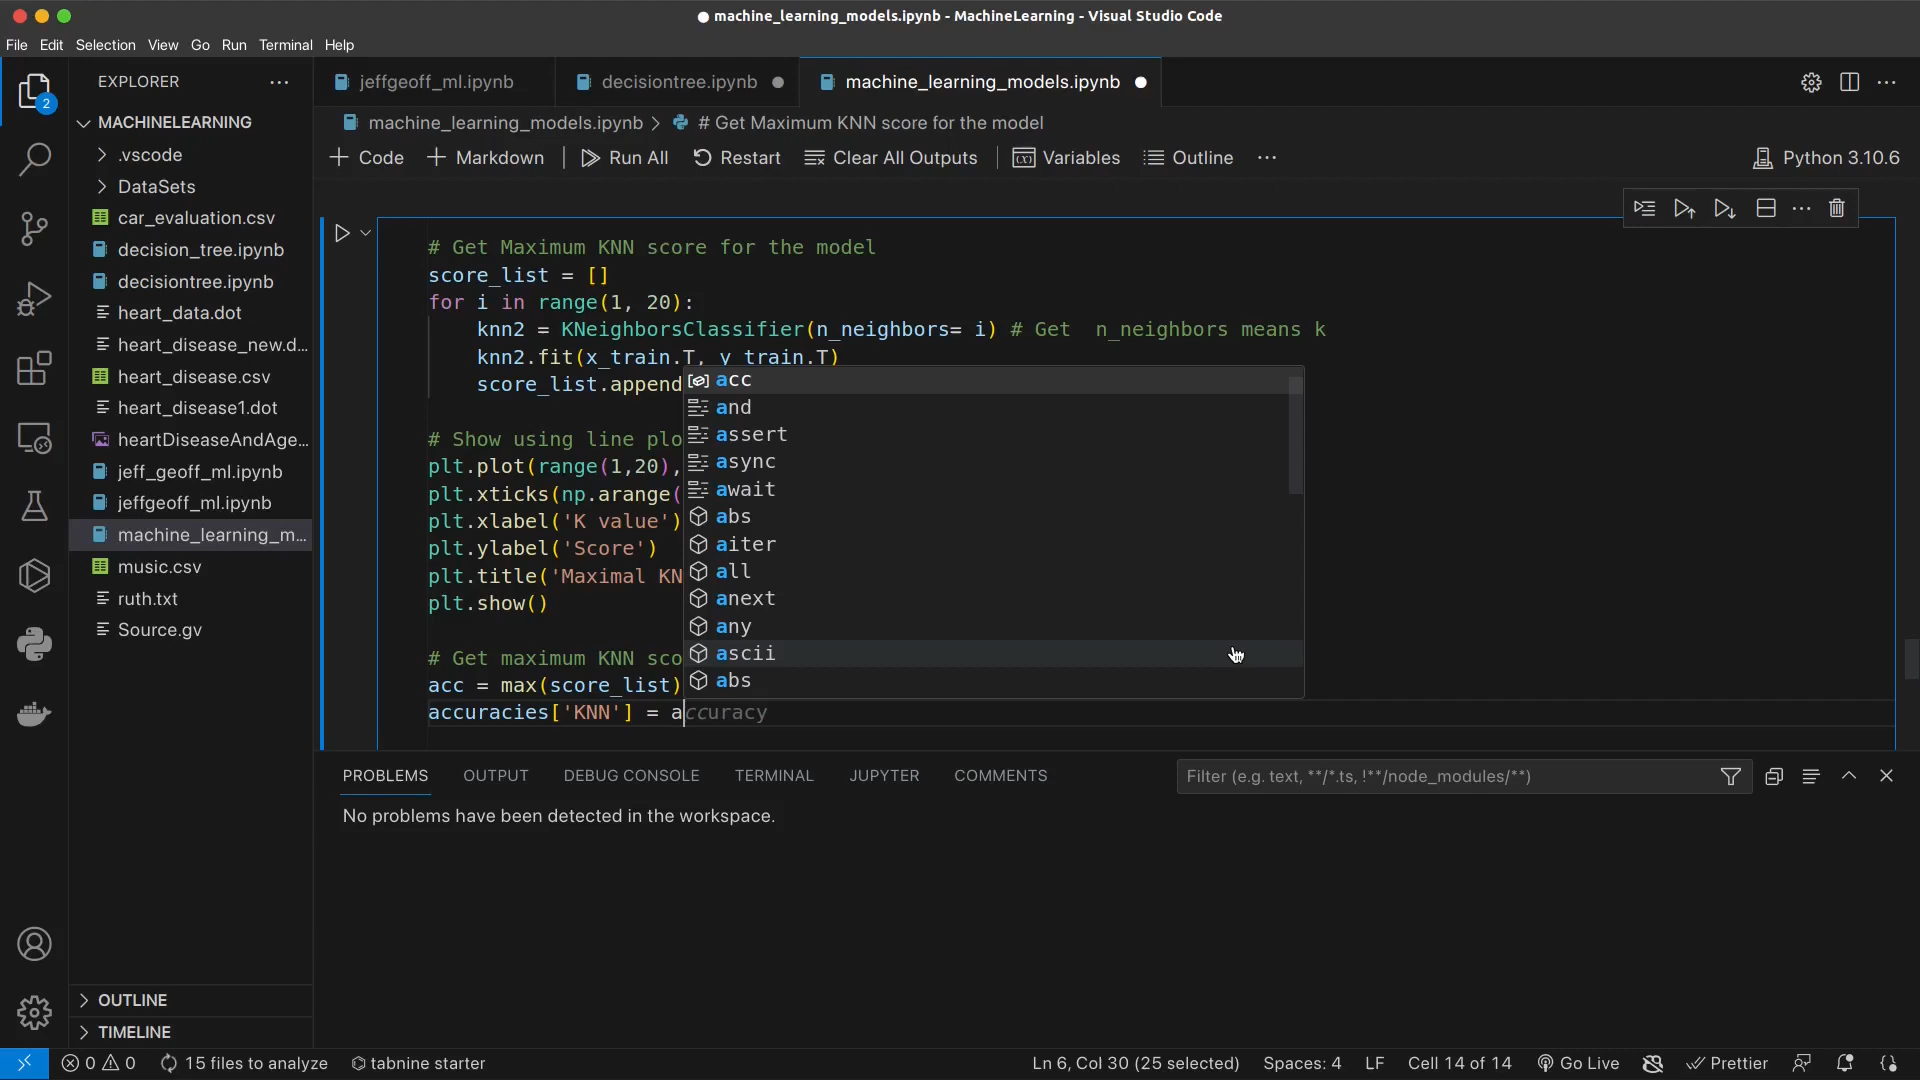 ● machine_learning_models.ipynb - MachineLearning - Visual Studio Code
File Edit Selection View Go Run Terminal Help
EXPLORER ···
2
MACHINELEARNING
.vscode
DataSets
car_evaluation.csv
decision_tree.ipynb
decisiontree.ipynb
heart_data.dot
heart_disease_new.d...
heart_disease.csv
heart_disease1.dot
heartDiseaseAndAge...
jeff_geoff_ml.ipynb
jeffgeoff_ml.ipynb
machine_learning_m...
music.csv
ruth.txt
Source.gv
OUTLINE
TIMELINE
jeffgeoff_ml.ipynb decisiontree.ipynb ● machine_learning_models.ipynb ●
machine_learning_models.ipynb > # Get Maximum KNN score for the model
+ Code + Markdown | Run All Restart Clear All Outputs | Variables Outline ··· Python 3.10.6
# Get Maximum KNN score for the model
score_list = []
for i in range(1, 20):
knn2 = KNeighborsClassifier(n_neighbors= i) # Get  n_neighbors means k
knn2.fit(x_train.T, y_train.T)
score_list.append
# Show using line plo
plt.plot(range(1,20),
plt.xticks(np.arange(
plt.xlabel('K value')
plt.ylabel('Score')
plt.title('Maximal KN
plt.show()
# Get maximum KNN sco
acc = max(score_list)
accuracies['KNN'] = accuracy
acc
and
assert
async
await
abs
aiter
all
anext
any
ascii
abs
PROBLEMS OUTPUT DEBUG CONSOLE TERMINAL JUPYTER COMMENTS Filter (e.g. text, **/*.ts, !**/node_modules/**)
No problems have been detected in the workspace.
0 0 15 files to analyze tabnine starter Ln 6, Col 30 (25 selected) Spaces: 4 LF Cell 14 of 14 Go Live Prettier